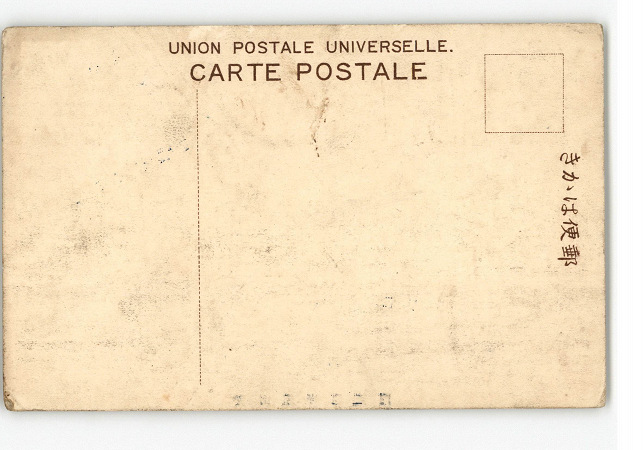 UNION POSTALE UNIVERSELLE.
CARTE POSTALE
きかは便郵